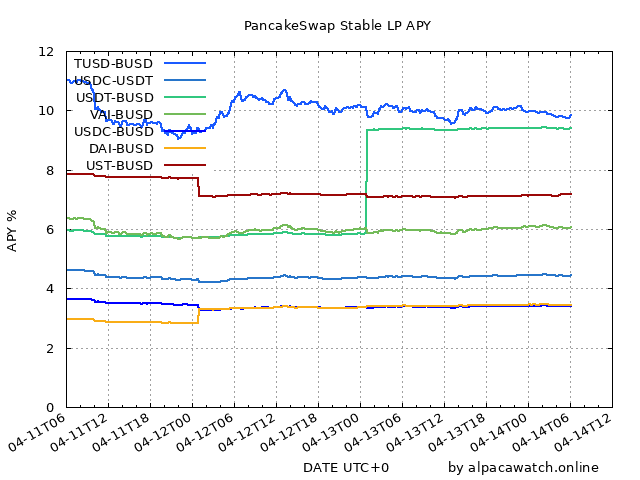 PancakeSwap Stable LP APY
12
10
8
6
4
2
0
APY %
TUSD-BUSD
USDC-USDT
USDT-BUSD
VAI-BUSD
USDC-BUSD
DAI-BUSD
UST-BUSD
04-11T06
04-11T12
04-11T18
04-12T00
04-12T06
04-12T12
04-12T18
04-13T00
04-13T06
04-13T12
04-13T18
04-14T00
04-14T06
04-14T12
DATE UTC+0
by alpacawatch.online